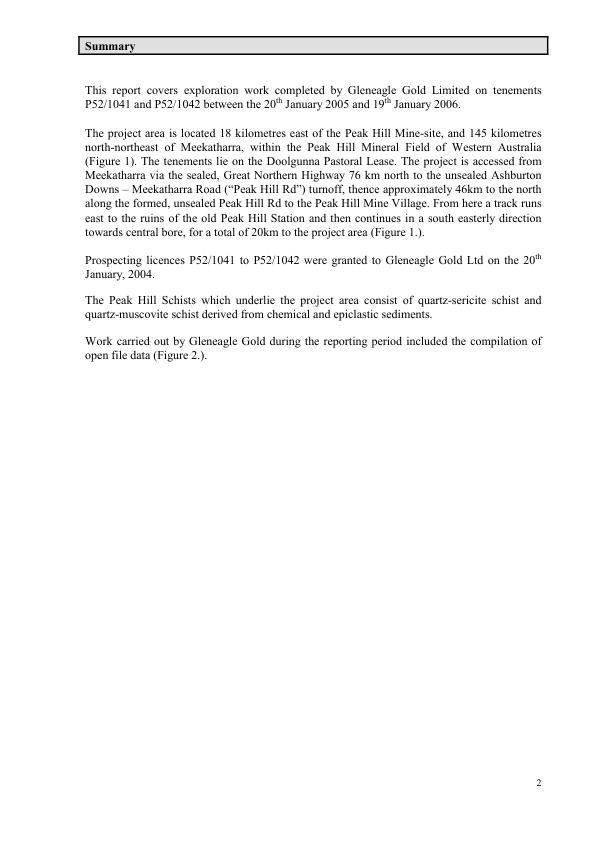 Summary
This report covers exploration work completed by Gleneagle Gold Limited on tenements
P52/1041 and P52/1042 between the 20th January 2005 and 19th January 2006.
The project area is located 18 kilometres east of the Peak Hill Mine-site, and 145 kilometres
north-northeast of Meekatharra, within the Peak Hill Mineral Field of Western Australia
(Figure 1). The tenements lie on the Doolgunna Pastoral Lease. The project is accessed from
Meekatharra via the sealed, Great Northern Highway 76 km north to the unsealed Ashburton
Downs – Meekatharra Road (“Peak Hill Rd”) turnoff, thence approximately 46km to the north
along the formed, unsealed Peak Hill Rd to the Peak Hill Mine Village. From here a track runs
east to the ruins of the old Peak Hill Station and then continues in a south easterly direction
towards central bore, for a total of 20km to the project area (Figure 1.).
Prospecting licences P52/1041 to P52/1042 were granted to Gleneagle Gold Ltd on the 20th
January, 2004.
The Peak Hill Schists which underlie the project area consist of quartz-sericite schist and
quartz-muscovite schist derived from chemical and epiclastic sediments.
Work carried out by Gleneagle Gold during the reporting period included the compilation of
open file data (Figure 2.).
2